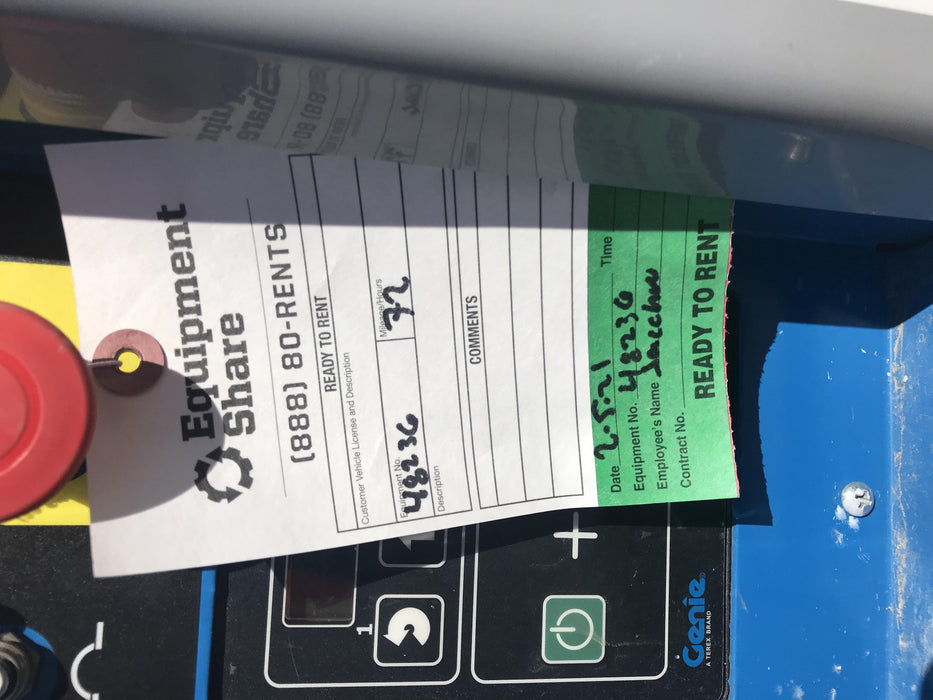 Equipment
Share
(888) 80-RENTS
READY TO RENT
Customer Vehicle License and Description
Equipment No. Mileage/Hours
48236 72
Description
COMMENTS
Date 2-5-21 Time
Equipment No. 48236
Employee's Name
Contract No.
READY TO RENT
1
+
Genie
A TEREX BRAND